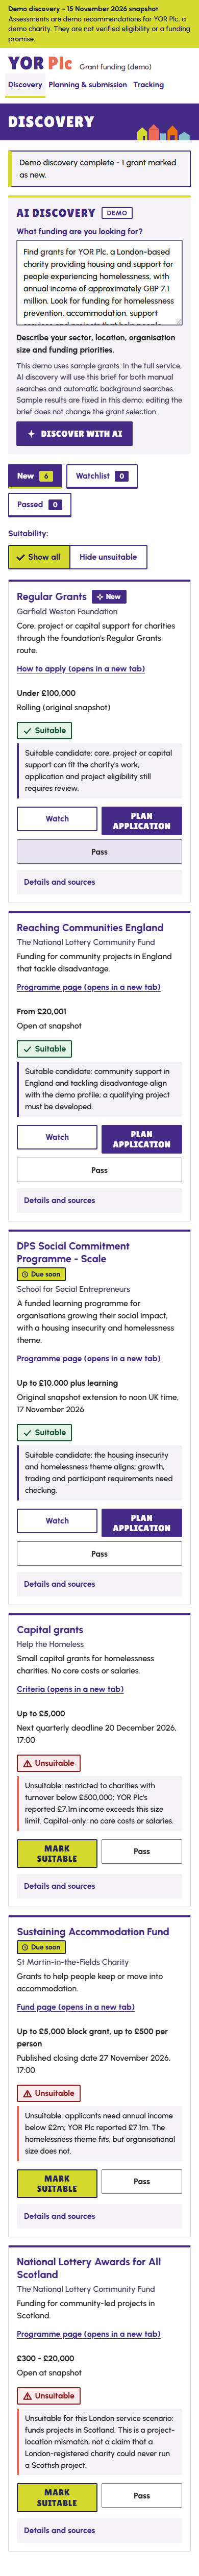 Demo discovery - 15 November 2026 snapshot
Assessments are demo recommendations for YOR Plc, a
demo charity. They are not verified eligibility or a funding
promise.
YOR Plc Grant funding (demo)
Discovery Planning & submission Tracking
DISCOVERY
Demo discovery complete - 1 grant marked
as new.
AI DISCOVERY DEMO
What funding are you looking for?
Find grants for YOR Plc, a London-based
charity providing housing and support for
people experiencing homelessness, with
annual income of approximately GBP 7.1
million. Look for funding for homelessness
prevention, accommodation, support
Describe your sector, location, organisation
size and funding priorities.
This demo uses sample grants. In the full service,
AI discovery will use this brief for both manual
searches and automatic background searches.
Sample results are fixed in this demo; editing the
brief does not change the grant selection.
DISCOVER WITH AI
New 6 Watchlist 0
Passed 0
Suitability:
Show all Hide unsuitable
Regular Grants New
Garfield Weston Foundation
Core, project or capital support for charities
through the foundation's Regular Grants
route.
How to apply (opens in a new tab)
Under £100,000
Rolling (original snapshot)
Suitable
Suitable candidate: core, project or capital
support can fit the charity's work;
application and project eligibility still
requires review.
Watch PLAN
APPLICATION
Pass
Details and sources
Reaching Communities England
The National Lottery Community Fund
Funding for community projects in England
that tackle disadvantage.
Programme page (opens in a new tab)
From £20,001
Open at snapshot
Suitable
Suitable candidate: community support in
England and tackling disadvantage align
with the demo profile; a qualifying project
must be developed.
Watch PLAN
APPLICATION
Pass
Details and sources
DPS Social Commitment
Programme - Scale
Due soon
School for Social Entrepreneurs
A funded learning programme for
organisations growing their social impact,
with a housing insecurity and homelessness
theme.
Programme page (opens in a new tab)
Up to £10,000 plus learning
Original snapshot extension to noon UK time,
17 November 2026
Suitable
Suitable candidate: the housing insecurity
and homelessness theme aligns; growth,
trading and participant requirements need
checking.
Watch PLAN
APPLICATION
Pass
Details and sources
Capital grants
Help the Homeless
Small capital grants for homelessness
charities. No core costs or salaries.
Criteria (opens in a new tab)
Up to £5,000
Next quarterly deadline 20 December 2026,
17:00
Unsuitable
Unsuitable: restricted to charities with
turnover below £500,000; YOR Plc's
reported £7.1m income exceeds this size
limit. Capital-only; no core costs or salaries.
MARK
SUITABLE Pass
Details and sources
Sustaining Accommodation Fund
Due soon
St Martin-in-the-Fields Charity
Grants to help people keep or move into
accommodation.
Fund page (opens in a new tab)
Up to £5,000 block grant, up to £500 per
person
Published closing date 27 November 2026,
17:00
Unsuitable
Unsuitable: applicants need annual income
below £2m; YOR Plc reported £7.1m. The
homelessness theme fits, but organisational
size does not.
MARK
SUITABLE Pass
Details and sources
National Lottery Awards for All
Scotland
The National Lottery Community Fund
Funding for community-led projects in
Scotland.
Programme page (opens in a new tab)
£300 - £20,000
Open at snapshot
Unsuitable
Unsuitable for this London service scenario:
funds projects in Scotland. This is a project-
location mismatch, not a claim that a
London-registered charity could never run
a Scottish project.
MARK
SUITABLE Pass
Details and sources